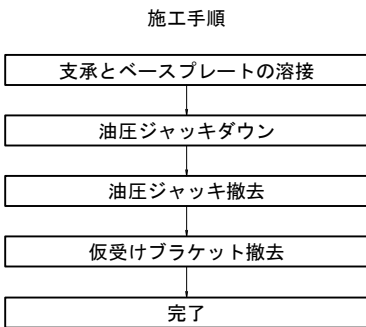 施工手順
支承とベースプレートの溶接
油圧ジャッキダウン
油圧ジャッキ撤去
仮受けブラケット撤去
完了